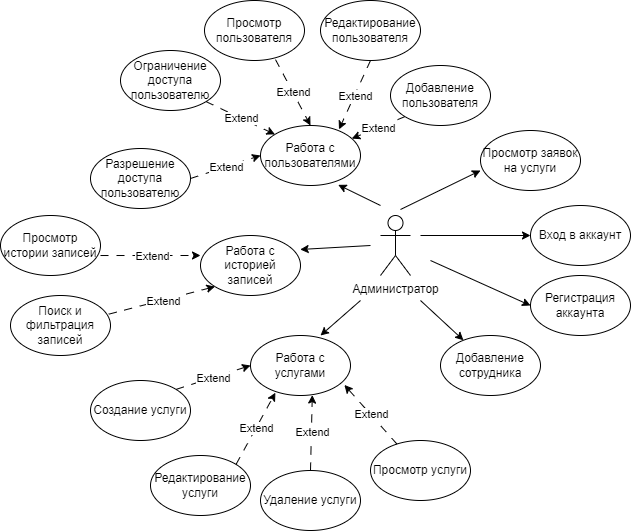 Просмотр
пользователя
Редактирование
пользователя
Ограничение
доступа
пользователю
Extend
Extend
Добавление
пользователя
Extend
Extend
Работа с
пользователями
Разрешение
доступа
пользователю
Extend
Просмотр заявок
на услуги
Просмотр
истории записей
Extend
Работа с
историей
записей
Вход в аккаунт
Администратор
Поиск и
фильтрация
записей
Extend
Регистрация
аккаунта
Работа с
услугами
Добавление
сотрудника
Создание услуги
Extend
Extend
Extend
Extend
Редактирование
услуги
Удаление услуги
Просмотр услуги